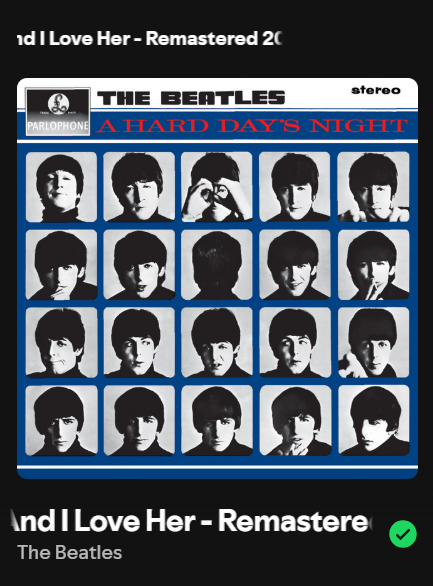 nd I Love Her - Remastered 20
THE BEATLES
stereo
PARLOPHONE
A HARD DAY'S NIGHT
And I Love Her - Remastere
The Beatles